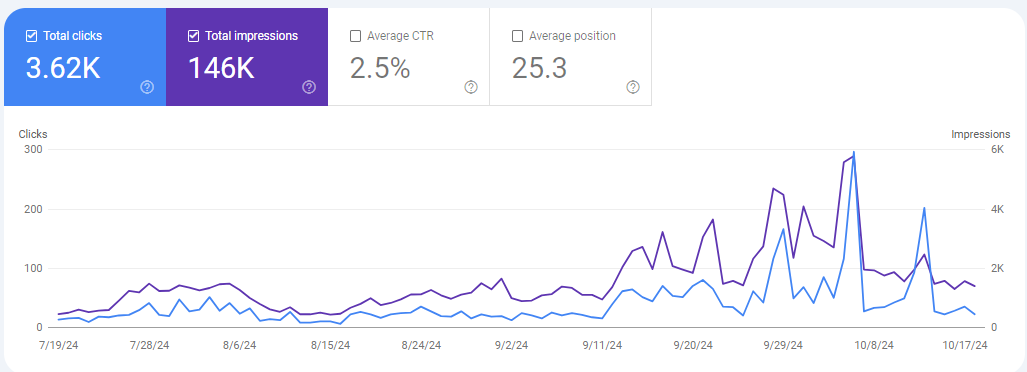 Total clicks
3.62K
Total impressions
146K
Average CTR
2.5%
Average position
25.3
Clicks
Impressions
300
6K
200
4K
100
2K
0
0
7/19/24 7/28/24 8/6/24 8/15/24 8/24/24 9/2/24 9/11/24 9/20/24 9/29/24 10/8/24 10/17/24